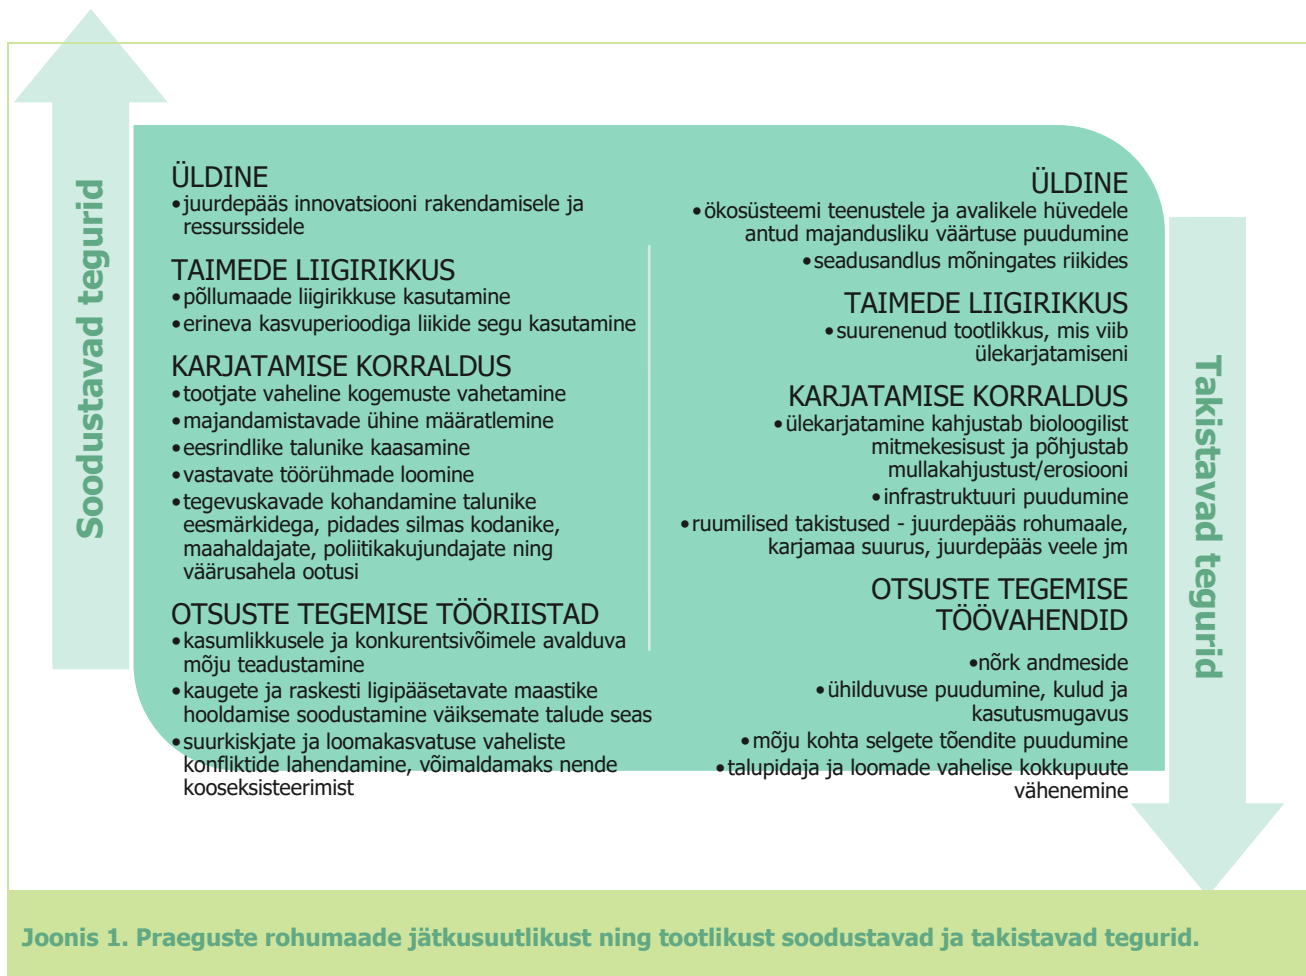 Soodustavad tegurid
ÜLDINE
•juurdepääs innovatsiooni rakendamisele ja
ressurssidele
TAIMEDE LIIGIRIKKUS
•põllumaade liigirikkuse kasutamine
•erineva kasvuperioodiga liikide segu kasutamine
KARJATAMISE KORRALDUS
•tootjate vaheline kogemuste vahetamine
•majandamistavade ühine määratlemine
•eesrindlike talunike kaasamine
•vastavate töörühmade loomine
•tegevuskavade kohandamine talunike
eesmärkidega, pidades silmas kodanike,
maahaldajate, poliitikakujundajate ning
väärusahela ootusi
OTSUSTE TEGEMISE TÖÖRIISTAD
•kasumlikkusele ja konkurentsivõimele avalduva
mõju teadustamine
•kaugete ja raskesti ligipääsetavate maastike
hooldamise soodustamine väiksemate talude seas
•suurkiskjate ja loomakasvatuse vaheliste
konfliktide lahendamine, võimaldamaks nende
kooseksisteerimist
ÜLDINE
•ökosüsteemi teenustele ja avalikele hüvedele
antud majandusliku väärtuse puudumine
•seadusandlus mõningates riikides
TAIMEDE LIIGIRIKKUS
•suurenenud tootlikkus, mis viib
ülekarjatamiseni
KARJATAMISE KORRALDUS
•ülekarjatamine kahjustab bioloogilist
mitmekesisust ja põhjustab
mullakahjustust/erosiooni
•infrastruktuuri puudumine
•ruumilised takistused - juurdepääs rohumaale,
karjamaa suurus, juurdepääs veele jm
OTSUSTE TEGEMISE
TÖÖVAHENDID
•nõrk andmeside
•ühilduvuse puudumine, kulud ja
kasutusmugavus
•mõju kohta selgete tõendite puudumine
•talupidaja ja loomade vahelise kokkupuute
vähenemine
Takistavad tegurid
Joonis 1. Praeguste rohumaade jätkusuutlikust ning tootlikust soodustavad ja takistavad tegurid.